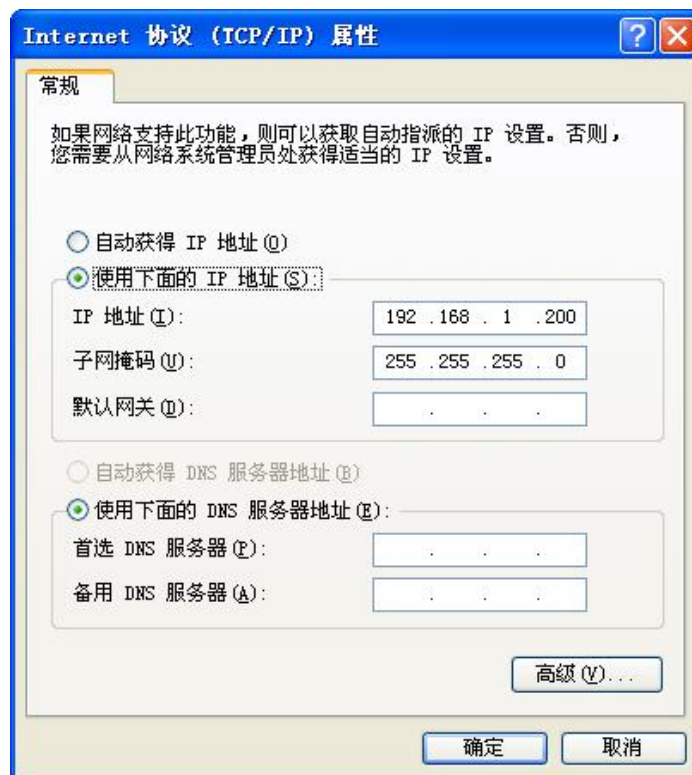 Internet 协议 (TCP/IP) 属性
常规
如果网络支持此功能,则可以获取自动指派的 IP 设置。否则,
您需要从网络系统管理员处获得适当的 IP 设置。
自动获得 IP 地址(O)
使用下面的 IP 地址(S):
IP 地址(I): 192 .168 . 1 .200
子网掩码(U): 255 .255 .255 . 0
默认网关(D): . . .
自动获得 DNS 服务器地址(B)
使用下面的 DNS 服务器地址(E):
首选 DNS 服务器(P): . . .
备用 DNS 服务器(A): . . .
高级(V)...
确定 取消